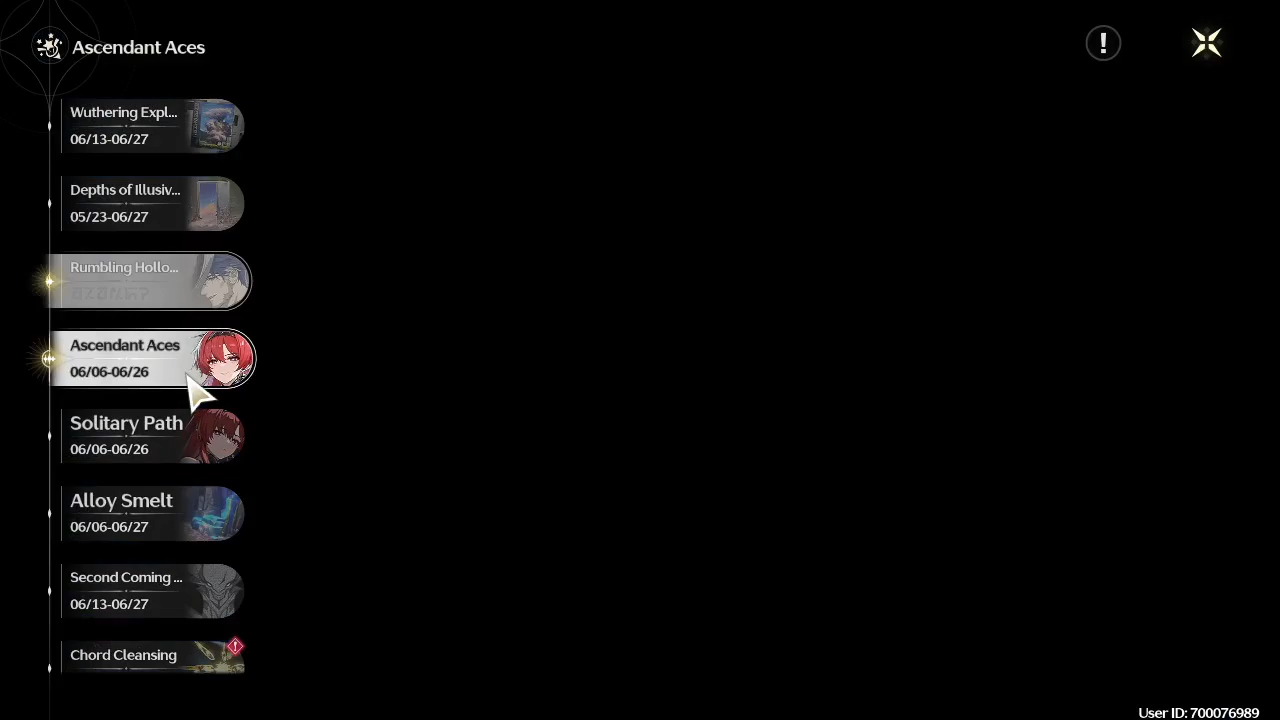 Ascendant Aces
Wuthering Expl...
06/13-06/27
Depths of Illusiv...
05/23-06/27
Rumbling Hollo...
Ascendant Aces
06/06-06/26
Solitary Path
06/06-06/26
Alloy Smelt
06/06-06/27
Second Coming ...
06/13-06/27
Chord Cleansing
User ID: 700076989